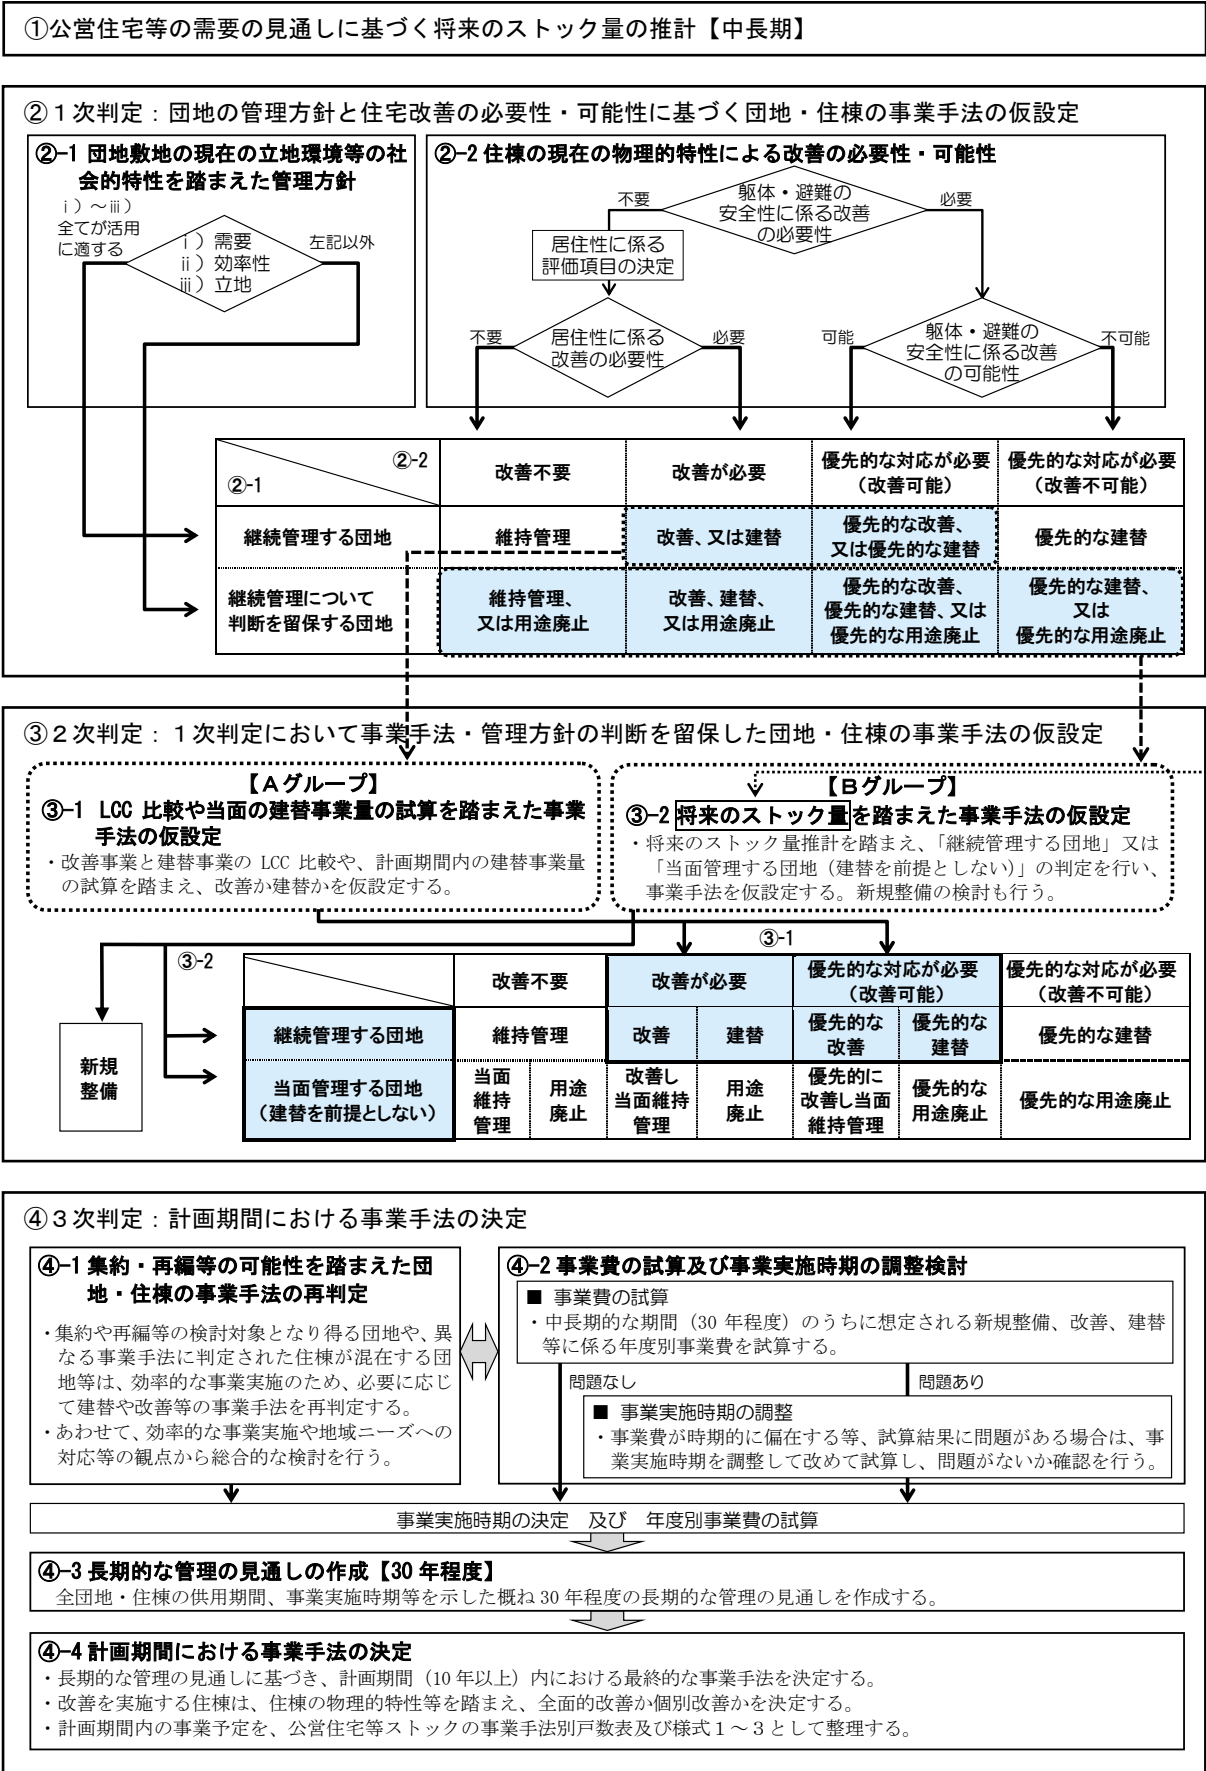 ①公営住宅等の需要の見通しに基づく将来のストック量の推計【中長期】
②１次判定：団地の管理方針と住宅改善の必要性・可能性に基づく団地・住棟の事業手法の仮設定
②-1 団地敷地の現在の立地環境等の社
会的特性を踏まえた管理方針
ⅰ）～ⅲ）
全てが活用
に適する
ⅰ）需要
ⅱ）効率性
ⅲ）立地
左記以外
②-2 住棟の現在の物理的特性による改善の必要性・可能性
不要
躯体・避難の
安全性に係る改善
の必要性
必要
居住性に係る
評価項目の決定
不要
居住性に係る
改善の必要性
必要
可能
躯体・避難の
安全性に係る改善
の可能性
不可能
②-2
②-1
改善不要
改善が必要
優先的な対応が必要
（改善可能）
優先的な対応が必要
（改善不可能）
継続管理する団地
維持管理
改善、又は建替
優先的な改善、
又は優先的な建替
優先的な建替
継続管理について
判断を留保する団地
維持管理、
又は用途廃止
改善、建替、
又は用途廃止
優先的な改善、
優先的な建替、又は
優先的な用途廃止
優先的な建替、
又は
優先的な用途廃止
③２次判定：１次判定において事業手法・管理方針の判断を留保した団地・住棟の事業手法の仮設定
【Aグループ】
③-1 LCC 比較や当面の建替事業量の試算を踏まえた事業
手法の仮設定
・改善事業と建替事業の LCC 比較や、計画期間内の建替事業量
の試算を踏まえ、改善か建替かを仮設定する。
【Bグループ】
③-2 将来のストック量を踏まえた事業手法の仮設定
・将来のストック量推計を踏まえ、「継続管理する団地」又は
「当面管理する団地（建替を前提としない）」の判定を行い、
事業手法を仮設定する。新規整備の検討も行う。
③-1
③-2
改善不要
改善が必要
優先的な対応が必要
（改善可能）
優先的な対応が必要
（改善不可能）
新規
整備
継続管理する団地
維持管理
改善
建替
優先的な
改善
優先的な
建替
優先的な建替
当面管理する団地
（建替を前提としない）
当面
維持
管理
用途
廃止
改善し
当面維持
管理
用途
廃止
優先的に
改善し当面
維持管理
優先的な
用途廃止
優先的な用途廃止
④３次判定：計画期間における事業手法の決定
④-1 集約・再編等の可能性を踏まえた団
地・住棟の事業手法の再判定
・集約や再編等の検討対象となり得る団地や、異
なる事業手法に判定された住棟が混在する団
地等は、効率的な事業実施のため、必要に応じ
て建替や改善等の事業手法を再判定する。
・あわせて、効率的な事業実施や地域ニーズへの
対応等の観点から総合的な検討を行う。
④-2 事業費の試算及び事業実施時期の調整検討
■ 事業費の試算
・中長期的な期間（30 年程度）のうちに想定される新規整備、改善、建替
等に係る年度別事業費を試算する。
問題なし
問題あり
■ 事業実施時期の調整
・事業費が時期的に偏在する等、試算結果に問題がある場合は、事
業実施時期を調整して改めて試算し、問題がないか確認を行う。
事業実施時期の決定　及び　年度別事業費の試算
④-3 長期的な管理の見通しの作成【30 年程度】
全団地・住棟の供用期間、事業実施時期等を示した概ね 30 年程度の長期的な管理の見通しを作成する。
④-4 計画期間における事業手法の決定
・長期的な管理の見通しに基づき、計画期間（10 年以上）内における最終的な事業手法を決定する。
・改善を実施する住棟は、住棟の物理的特性等を踏まえ、全面的改善か個別改善かを決定する。
・計画期間内の事業予定を、公営住宅等ストックの事業手法別戸数表及び様式１～３として整理する。